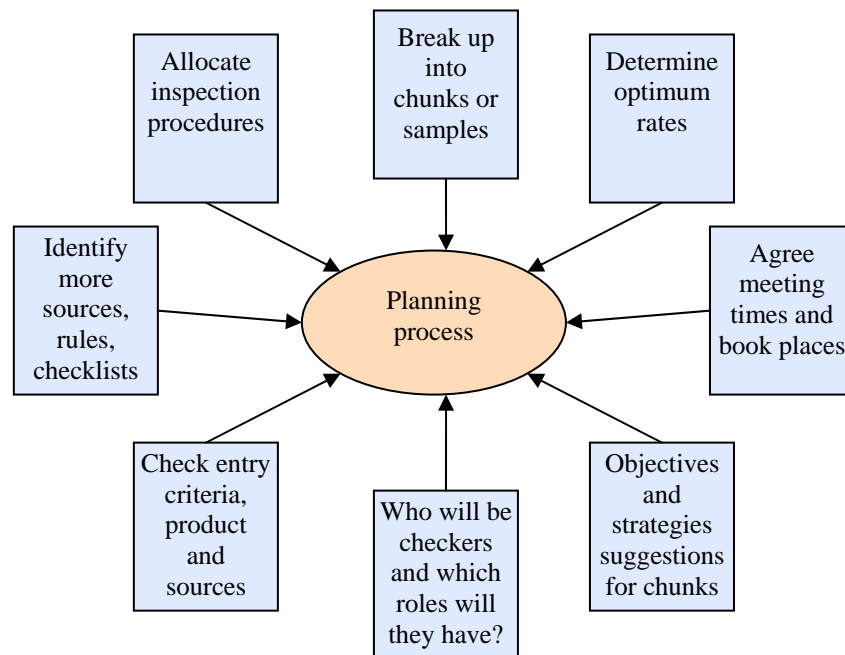 Allocate
inspection
procedures
Break up
into
chunks or
samples
Determine
optimum
rates
Identify
more
sources,
rules,
checklists
Planning
process
Agree
meeting
times and
book places
Check entry
criteria,
product
and
sources
Who will be
checkers
and which
roles will
they have?
Objectives
and
strategies
suggestions
for chunks